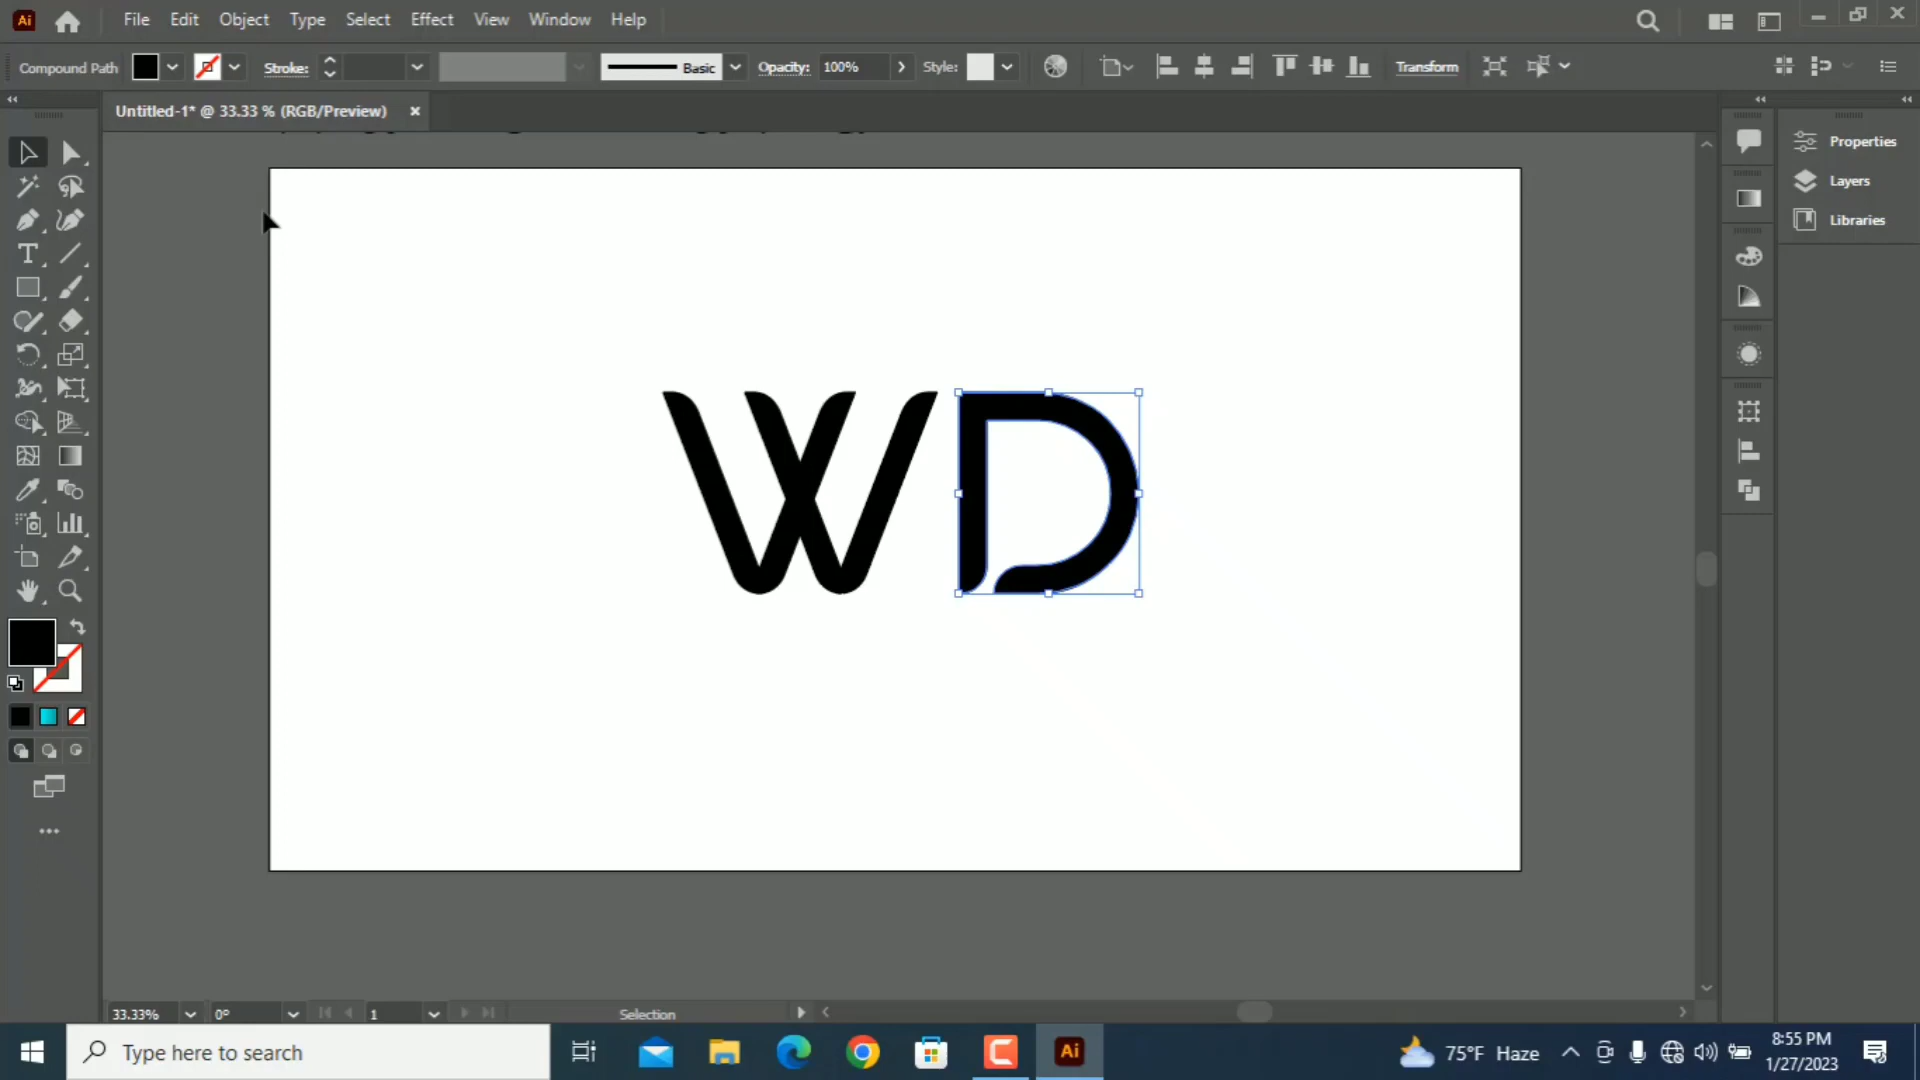 Ai File Edit Object Type Select Effect View Window Help
Compound Path Stroke: Basic Opacity: 100% Style: Transform
Untitled-1* @ 33.33 % (RGB/Preview) ×
Properties
Layers
Libraries
T
WD
33.33% 0° 1 Selection
Type here to search
Ai
75°F Haze
8:55 PM
1/27/2023